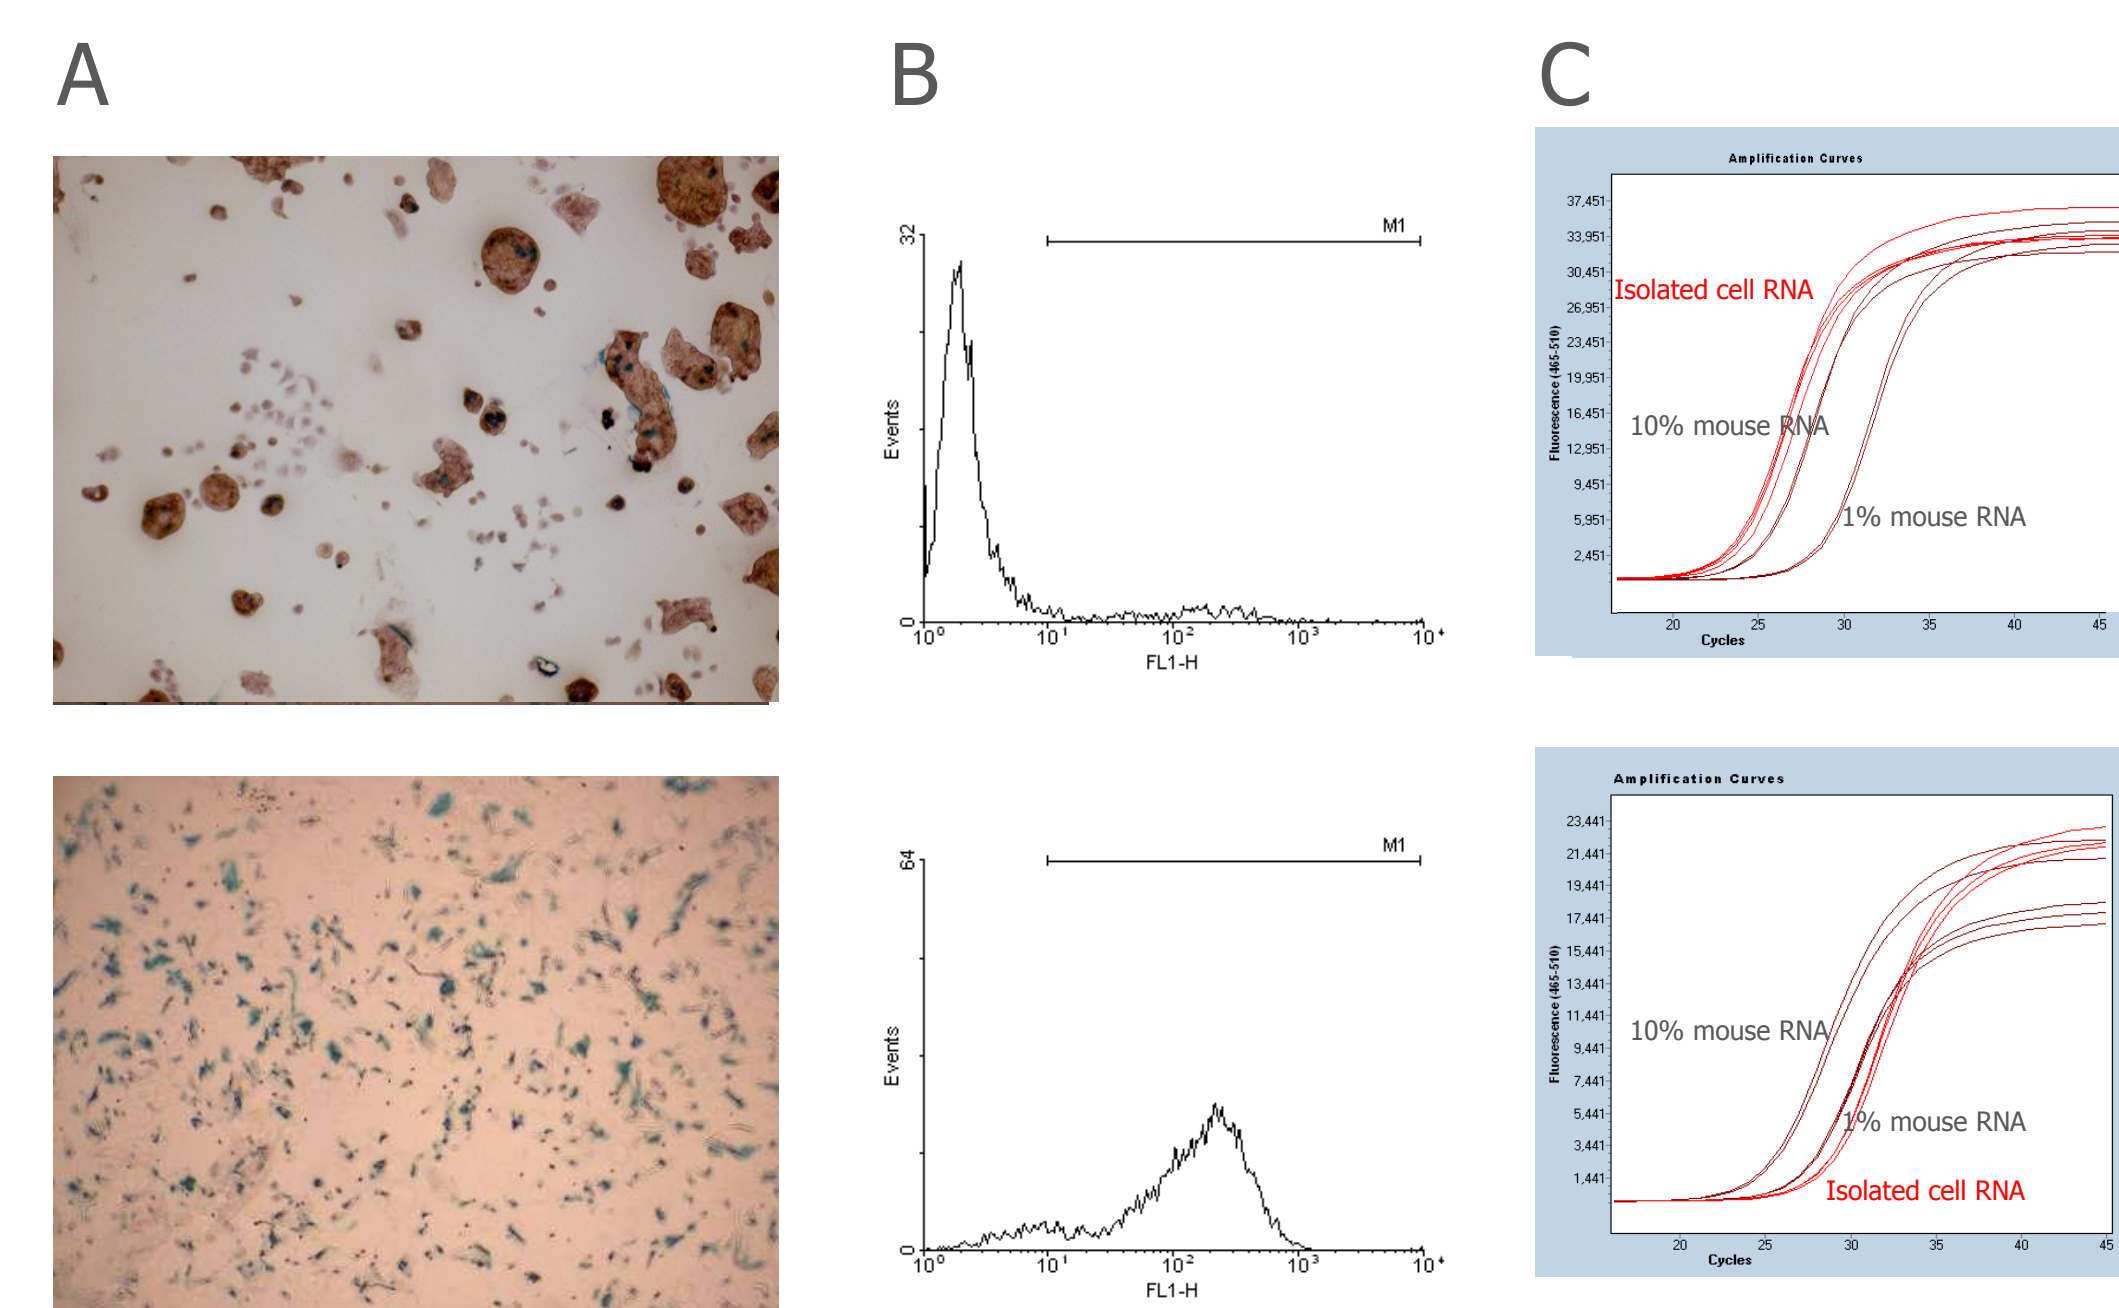 A
B
C
M1
32
Events
0
10⁰ 10¹ 10² 10³ 10⁴
FL1-H
Amplification Curves
37,451
33,951
30,451
Isolated cell RNA
26,951
23,451
19,951
16,451
10% mouse RNA
12,951
9,451
1% mouse RNA
5,951
2,451
Fluorescence (465-510)
20 25 30 35 40 45
Cycles
M1
64
Events
0
10⁰ 10¹ 10² 10³ 10⁴
FL1-H
Amplification Curves
23,441
21,441
19,441
17,441
15,441
13,441
11,441
10% mouse RNA
9,441
7,441
5,441
1% mouse RNA
3,441
1,441
Isolated cell RNA
Fluorescence (465-510)
20 25 30 35 40 45
Cycles